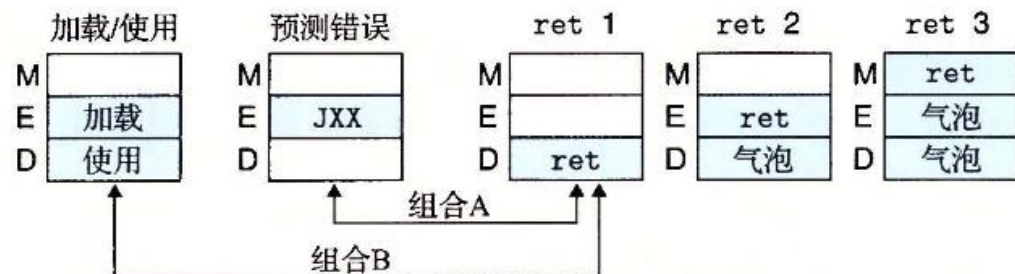 加载/使用 预测错误 ret 1 ret 2 ret 3
M M M M M ret
E 加载 E JXX E E ret E 气泡
D 使用 D D ret D 气泡 D 气泡
组合A
组合B